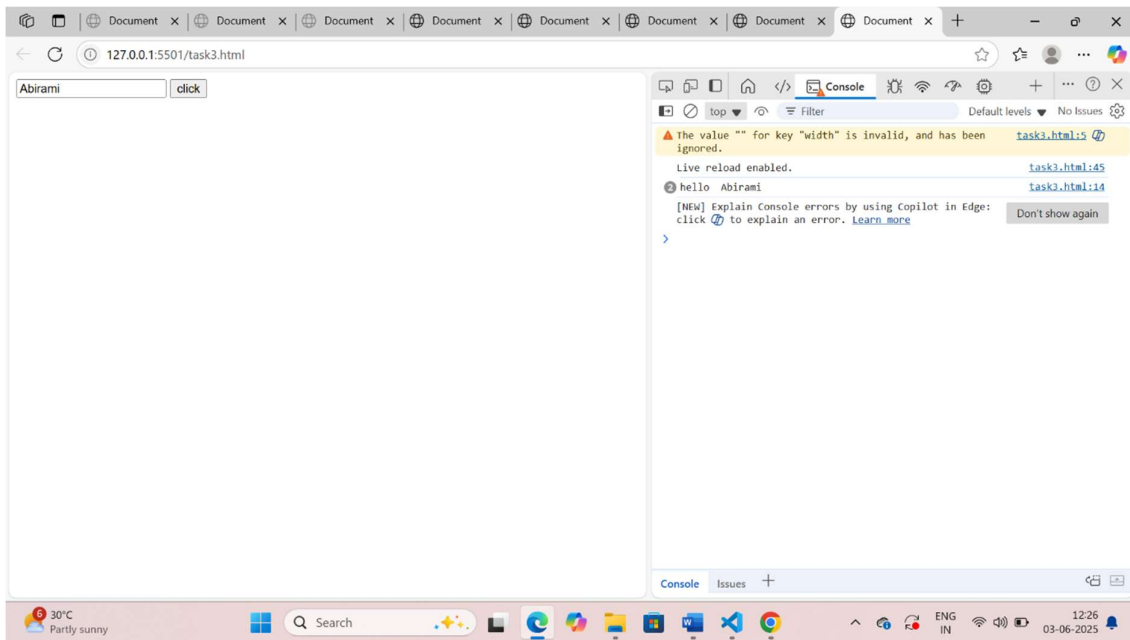 Document Document Document Document Document Document Document Document
127.0.0.1:5501/task3.html
Abirami click
Console
top Filter Default levels No Issues
The value "" for key "width" is invalid, and has been task3.html:5
ignored.
Live reload enabled. task3.html:45
2 hello Abirami task3.html:14
[NEW] Explain Console errors by using Copilot in Edge: Don't show again
click to explain an error. Learn more
Console Issues
6 30°C
Partly sunny
Search
ENG 12:26
IN 03-06-2025